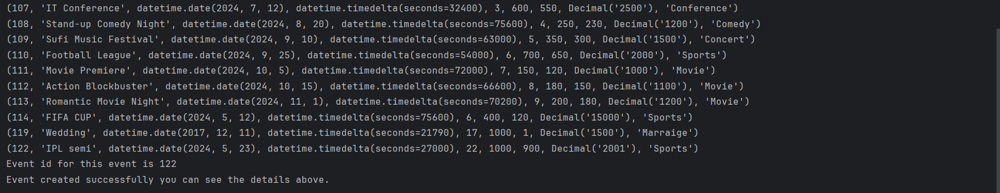 (107, 'IT Conference', datetime.date(2024, 7, 12), datetime.timedelta(seconds=32400), 3, 600, 550, Decimal('2500'), 'Conference')
(108, 'Stand-up Comedy Night', datetime.date(2024, 8, 20), datetime.timedelta(seconds=75600), 4, 250, 230, Decimal('1200'), 'Comedy')
(109, 'Sufi Music Festival', datetime.date(2024, 9, 10), datetime.timedelta(seconds=63000), 5, 350, 300, Decimal('1500'), 'Concert')
(110, 'Football League', datetime.date(2024, 9, 25), datetime.timedelta(seconds=54000), 6, 700, 650, Decimal('2000'), 'Sports')
(111, 'Movie Premiere', datetime.date(2024, 10, 5), datetime.timedelta(seconds=72000), 7, 150, 120, Decimal('1000'), 'Movie')
(112, 'Action Blockbuster', datetime.date(2024, 10, 15), datetime.timedelta(seconds=66600), 8, 180, 150, Decimal('1100'), 'Movie')
(113, 'Romantic Movie Night', datetime.date(2024, 11, 1), datetime.timedelta(seconds=70200), 9, 200, 180, Decimal('1200'), 'Movie')
(114, 'FIFA CUP', datetime.date(2024, 5, 12), datetime.timedelta(seconds=75600), 6, 400, 120, Decimal('15000'), 'Sports')
(119, 'Wedding', datetime.date(2017, 12, 11), datetime.timedelta(seconds=21790), 17, 1000, 1, Decimal('1500'), 'Marraige')
(122, 'IPL semi', datetime.date(2024, 5, 23), datetime.timedelta(seconds=27000), 22, 1000, 900, Decimal('2001'), 'Sports')
Event id for this event is 122
Event created successfully you can see the details above.